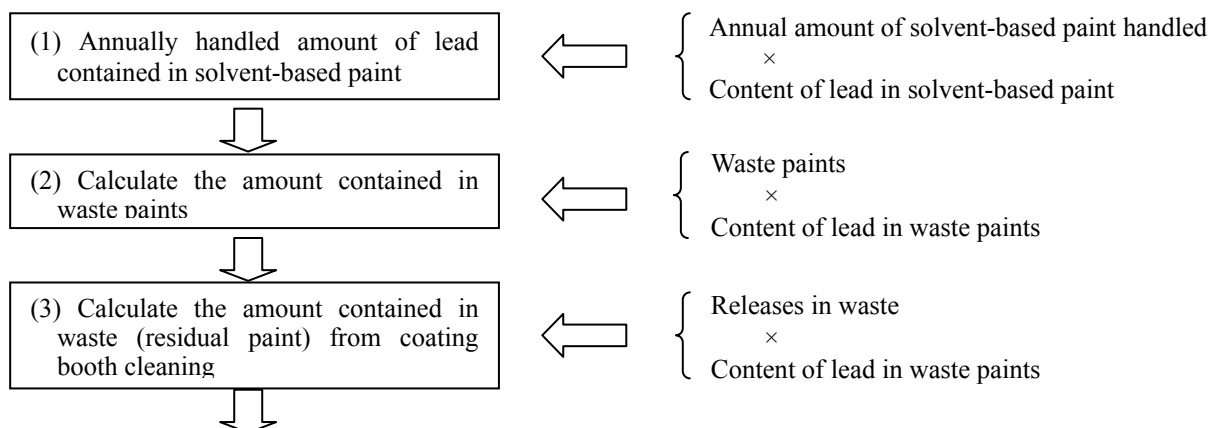 (1) Annually handled amount of lead
contained in solvent-based paint
Annual amount of solvent-based paint handled
×
Content of lead in solvent-based paint
(2) Calculate the amount contained in
waste paints
Waste paints
×
Content of lead in waste paints
(3) Calculate the amount contained in
waste (residual paint) from coating
booth cleaning
Releases in waste
×
Content of lead in waste paints